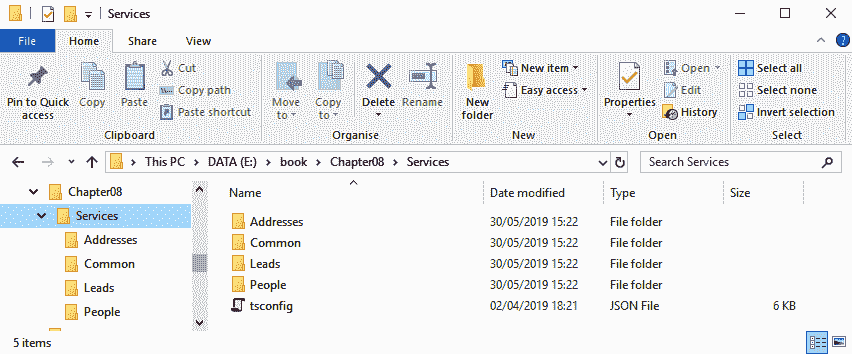 Services
File Home Share View
Pin to Quick access
Copy
Paste
Cut
Copy path
Paste shortcut
Clipboard
Move to
Copy to
Delete
Rename
Organise
New folder
New item
Easy access
New
Properties
Open
Edit
History
Open
Select all
Select none
Invert selection
Select
This PC > DATA (E:) > book > Chapter08 > Services
Search Services
Chapter08
Services
Addresses
Common
Leads
People
Name Date modified Type Size
Addresses 30/05/2019 15:22 File folder
Common 30/05/2019 15:22 File folder
Leads 30/05/2019 15:22 File folder
People 30/05/2019 15:22 File folder
tsconfig 02/04/2019 18:21 JSON File 6 KB
5 items